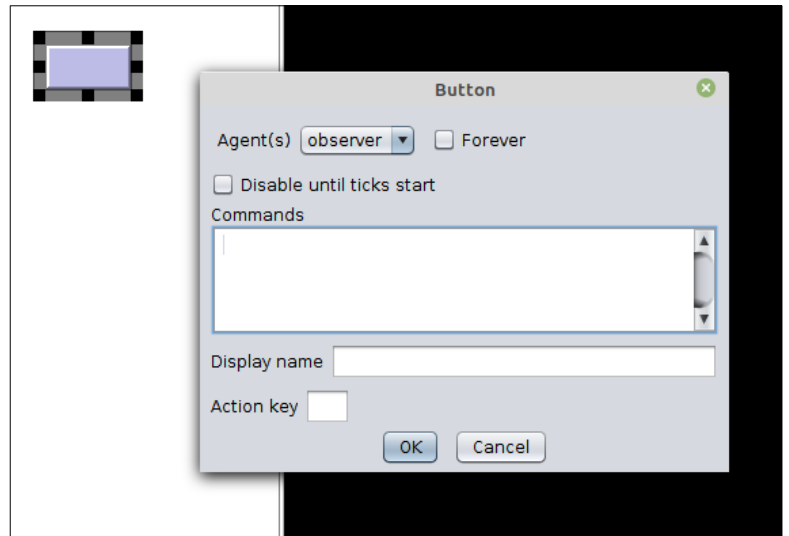 Button
Agent(s) observer Forever
Disable until ticks start
Commands
Display name
Action key
OK Cancel